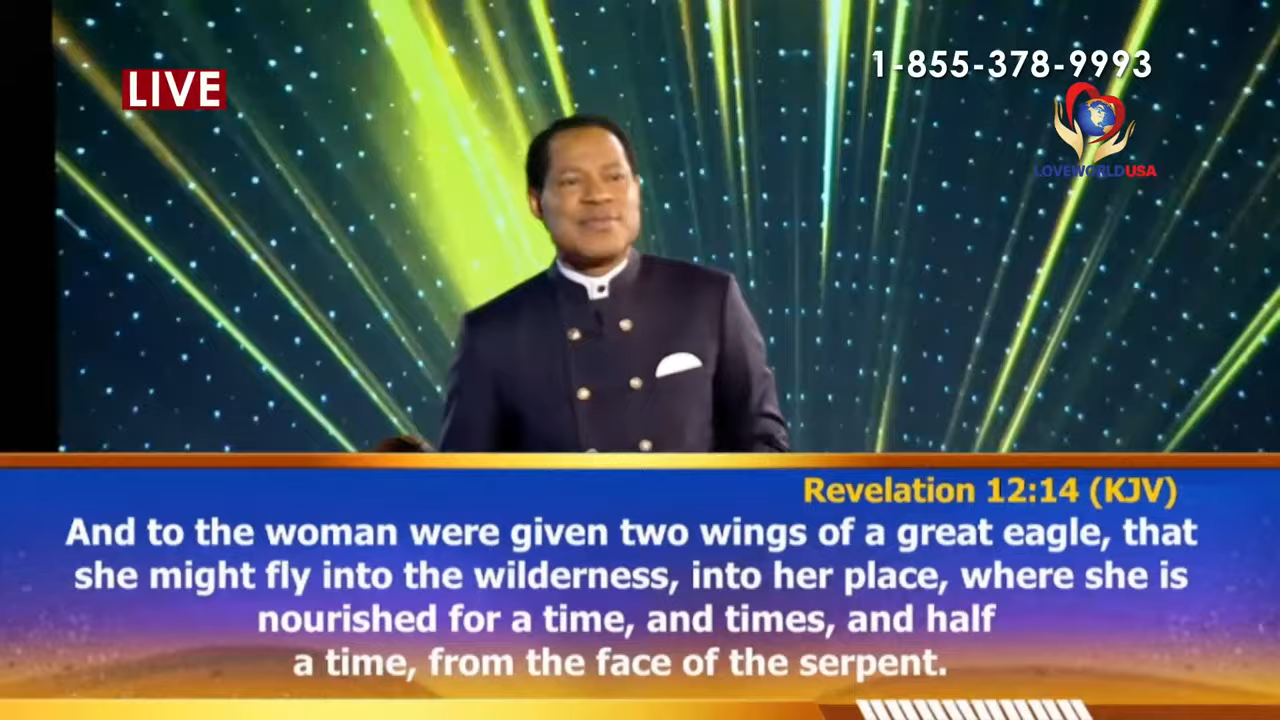 LIVE
1-855-378-9993
LOVEWORLDUSA
Revelation 12:14 (KJV)
And to the woman were given two wings of a great eagle, that
she might fly into the wilderness, into her place, where she is
nourished for a time, and times, and half
a time, from the face of the serpent.